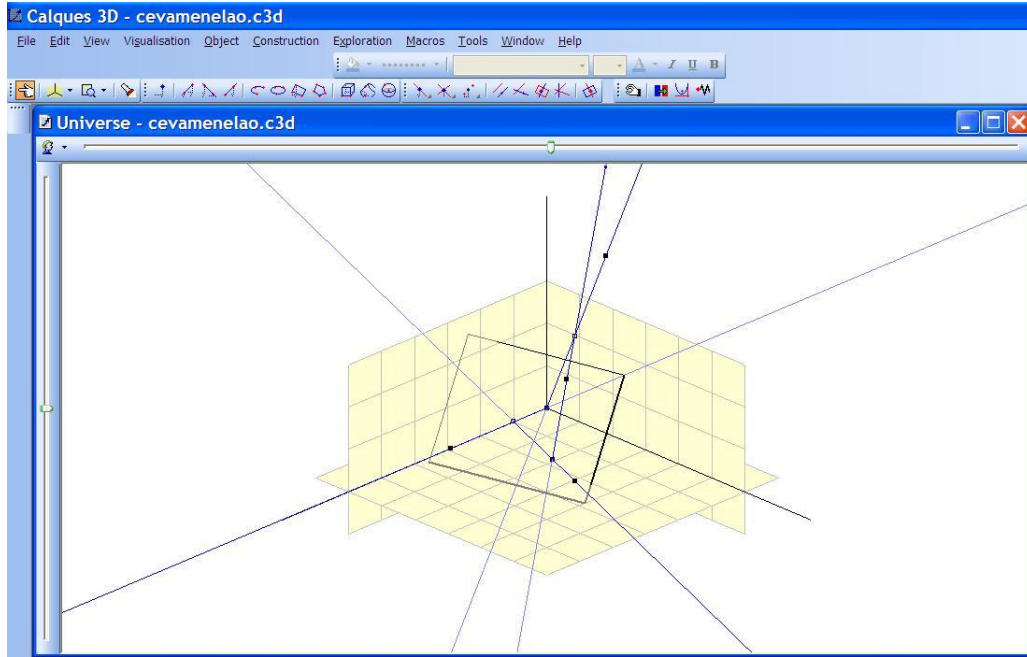 Calques 3D - cevamenelao.c3d
File Edit View Visualisation Object Construction Exploration Macros Tools Window Help
A I U B
Universe - cevamenelao.c3d